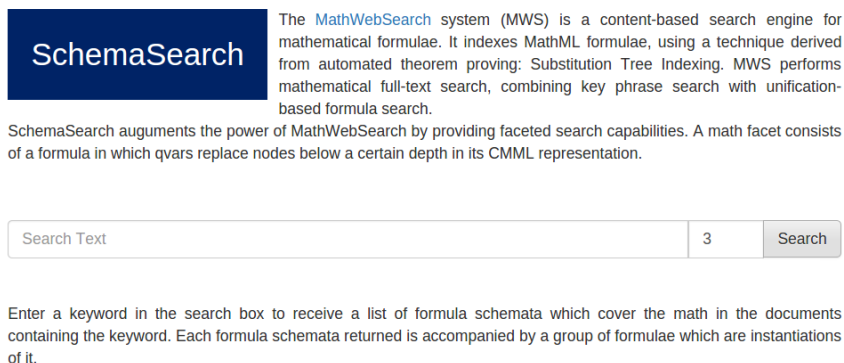 SchemaSearch
The MathWebSearch system (MWS) is a content-based search engine for
mathematical formulae. It indexes MathML formulae, using a technique derived
from automated theorem proving: Substitution Tree Indexing. MWS performs
mathematical full-text search, combining key phrase search with unification-
based formula search.
SchemaSearch auguments the power of MathWebSearch by providing faceted search capabilities. A math facet consists
of a formula in which qvars replace nodes below a certain depth in its CMML representation.
Search Text 3 Search
Enter a keyword in the search box to receive a list of formula schemata which cover the math in the documents
containing the keyword. Each formula schemata returned is accompanied by a group of formulae which are instantiations
of it.